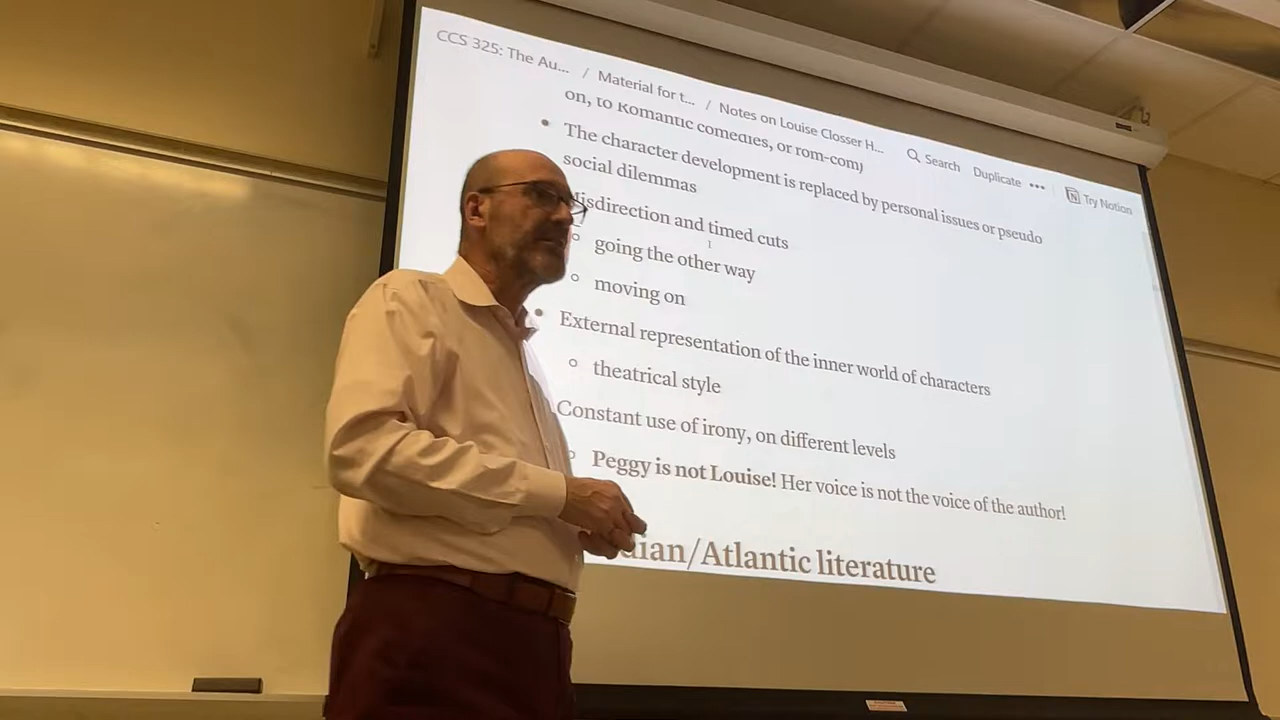 CCS 325: The Au... / Material for t... / Notes on Louise Closser H... Search Duplicate ••• Try Notion
on, to Romantic comedies, or rom-com)
• The character development is replaced by personal issues or pseudo
social dilemmas
Misdirection and timed cuts
○ going the other way
○ moving on
• External representation of the inner world of characters
○ theatrical style
Constant use of irony, on different levels
○ Peggy is not Louise! Her voice is not the voice of the author!
dian/Atlantic literature